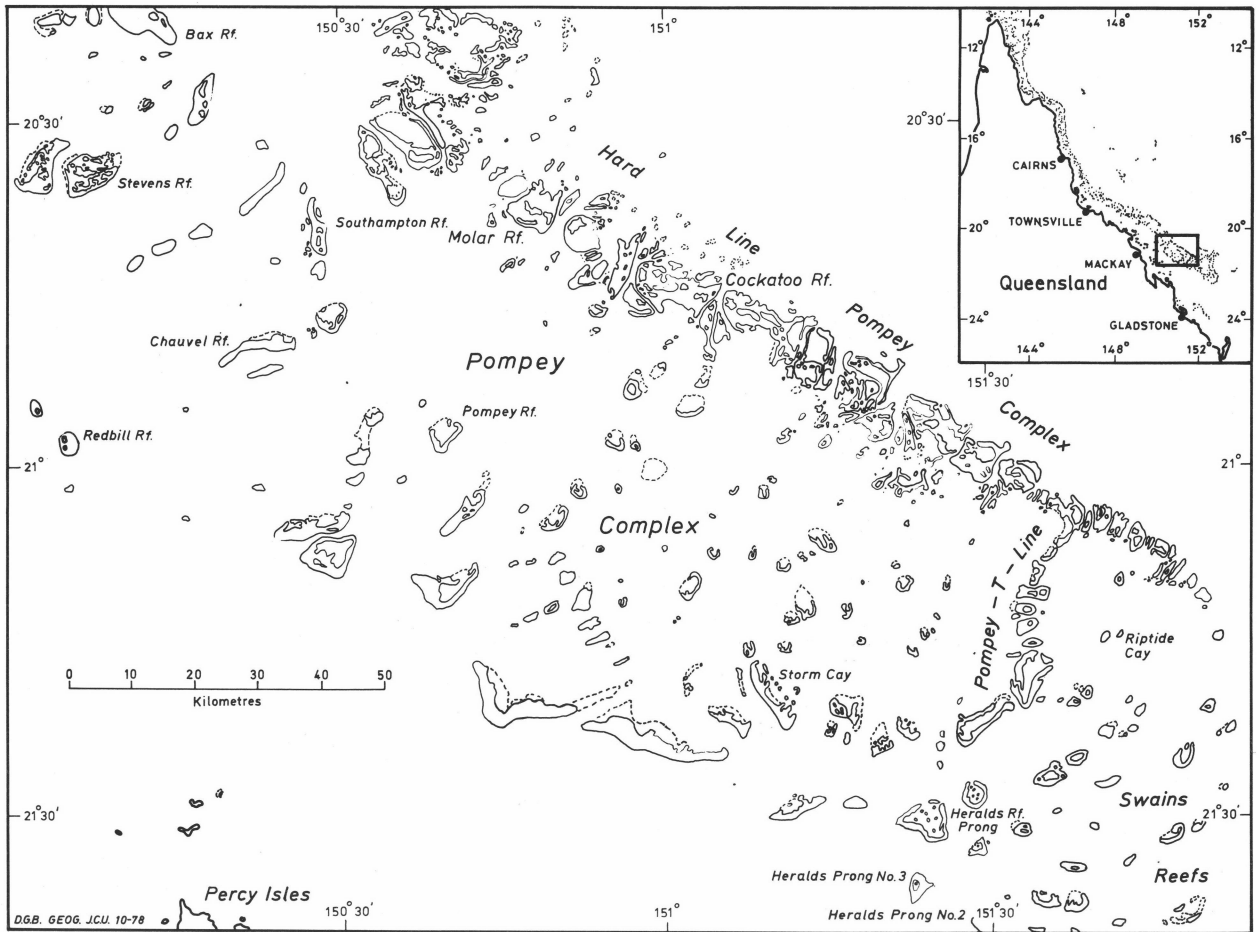 150°30'
151°
144°
148°
152°
Bax Rf.
12°
12°
20°30'
20°30'
16°
16°
Hard
CAIRNS
Stevens Rf.
TOWNSVILLE
Southampton Rf.
Molar Rf.
Line
20°
20°
MACKAY
Cockatoo Rf.
Queensland
Pompey
24°
24°
GLADSTONE
Chauvel Rf.
144°
148°
152°
Pompey
151°30'
Complex
Redbill Rf.
Pompey Rf.
21°
21°
Complex
Pompey - T - Line
Riptide
Cay
0 10 20 30 40 50
Kilometres
Storm Cay
Swains
21°30'
21°30'
Heralds Rf.
Prong
Heralds Prong No.3
Reefs
Percy Isles
Heralds Prong No.2
D.G.B. GEOG. J.C.U. 10-78
150°30'
151°
151°30'